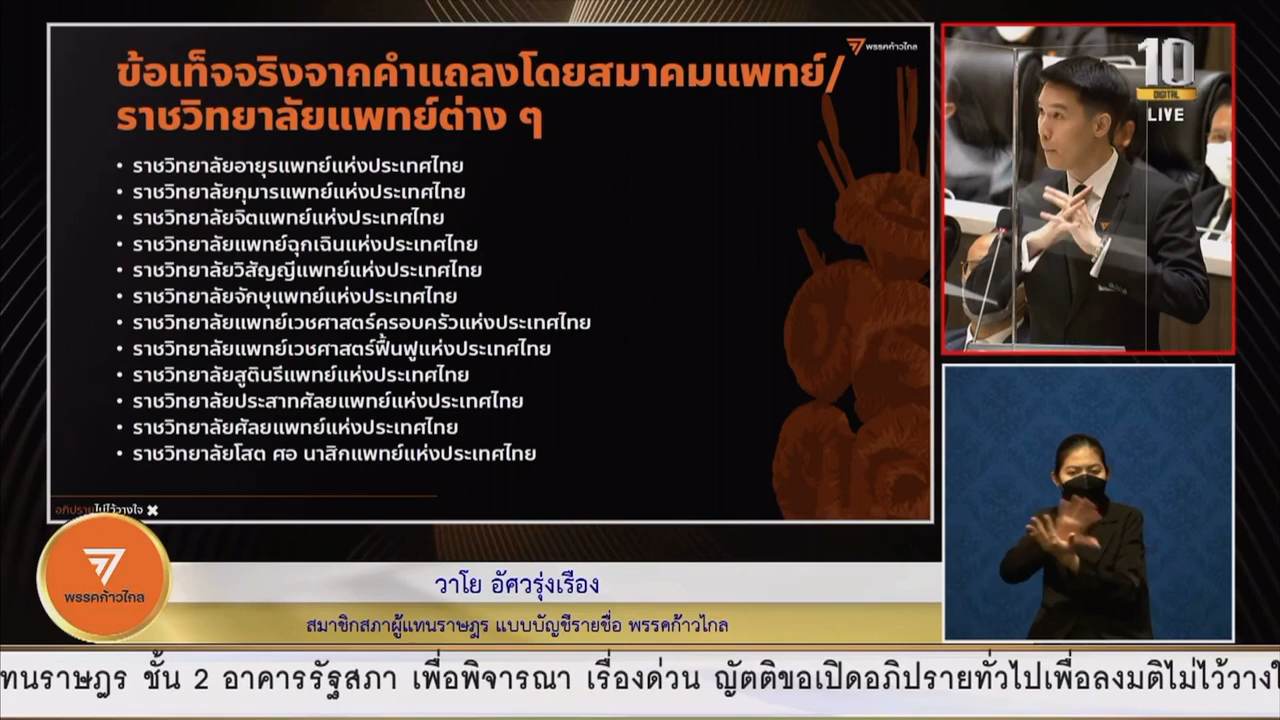 พรรคก้าวไกล
ข้อเท็จจริงจากคำแถลงโดยสมาคมแพทย์/
ราชวิทยาลัยแพทย์ต่าง ๆ
• ราชวิทยาลัยอายุรแพทย์แห่งประเทศไทย
• ราชวิทยาลัยกุมารแพทย์แห่งประเทศไทย
• ราชวิทยาลัยจิตแพทย์แห่งประเทศไทย
• ราชวิทยาลัยแพทย์ฉุกเฉินแห่งประเทศไทย
• ราชวิทยาลัยวิสัญญีแพทย์แห่งประเทศไทย
• ราชวิทยาลัยจักษุแพทย์แห่งประเทศไทย
• ราชวิทยาลัยแพทย์เวชศาสตร์ครอบครัวแห่งประเทศไทย
• ราชวิทยาลัยแพทย์เวชศาสตร์ฟื้นฟูแห่งประเทศไทย
• ราชวิทยาลัยสูตินรีแพทย์แห่งประเทศไทย
• ราชวิทยาลัยประสาทศัลยแพทย์แห่งประเทศไทย
• ราชวิทยาลัยศัลยแพทย์แห่งประเทศไทย
• ราชวิทยาลัยโสต ศอ นาสิกแพทย์แห่งประเทศไทย
อภิปรายไม่ไว้วางใจ
10
DIGITAL
LIVE
พรรคก้าวไกล
วาโย อัศวรุ่งเรือง
สมาชิกสภาผู้แทนราษฎร แบบบัญชีรายชื่อ พรรคก้าวไกล
ทนราษฎร ชั้น 2 อาคารรัฐสภา เพื่อพิจารณา เรื่องด่วน ญัตติขอเปิดอภิปรายทั่วไปเพื่อลงมติไม่ไว้วางใ